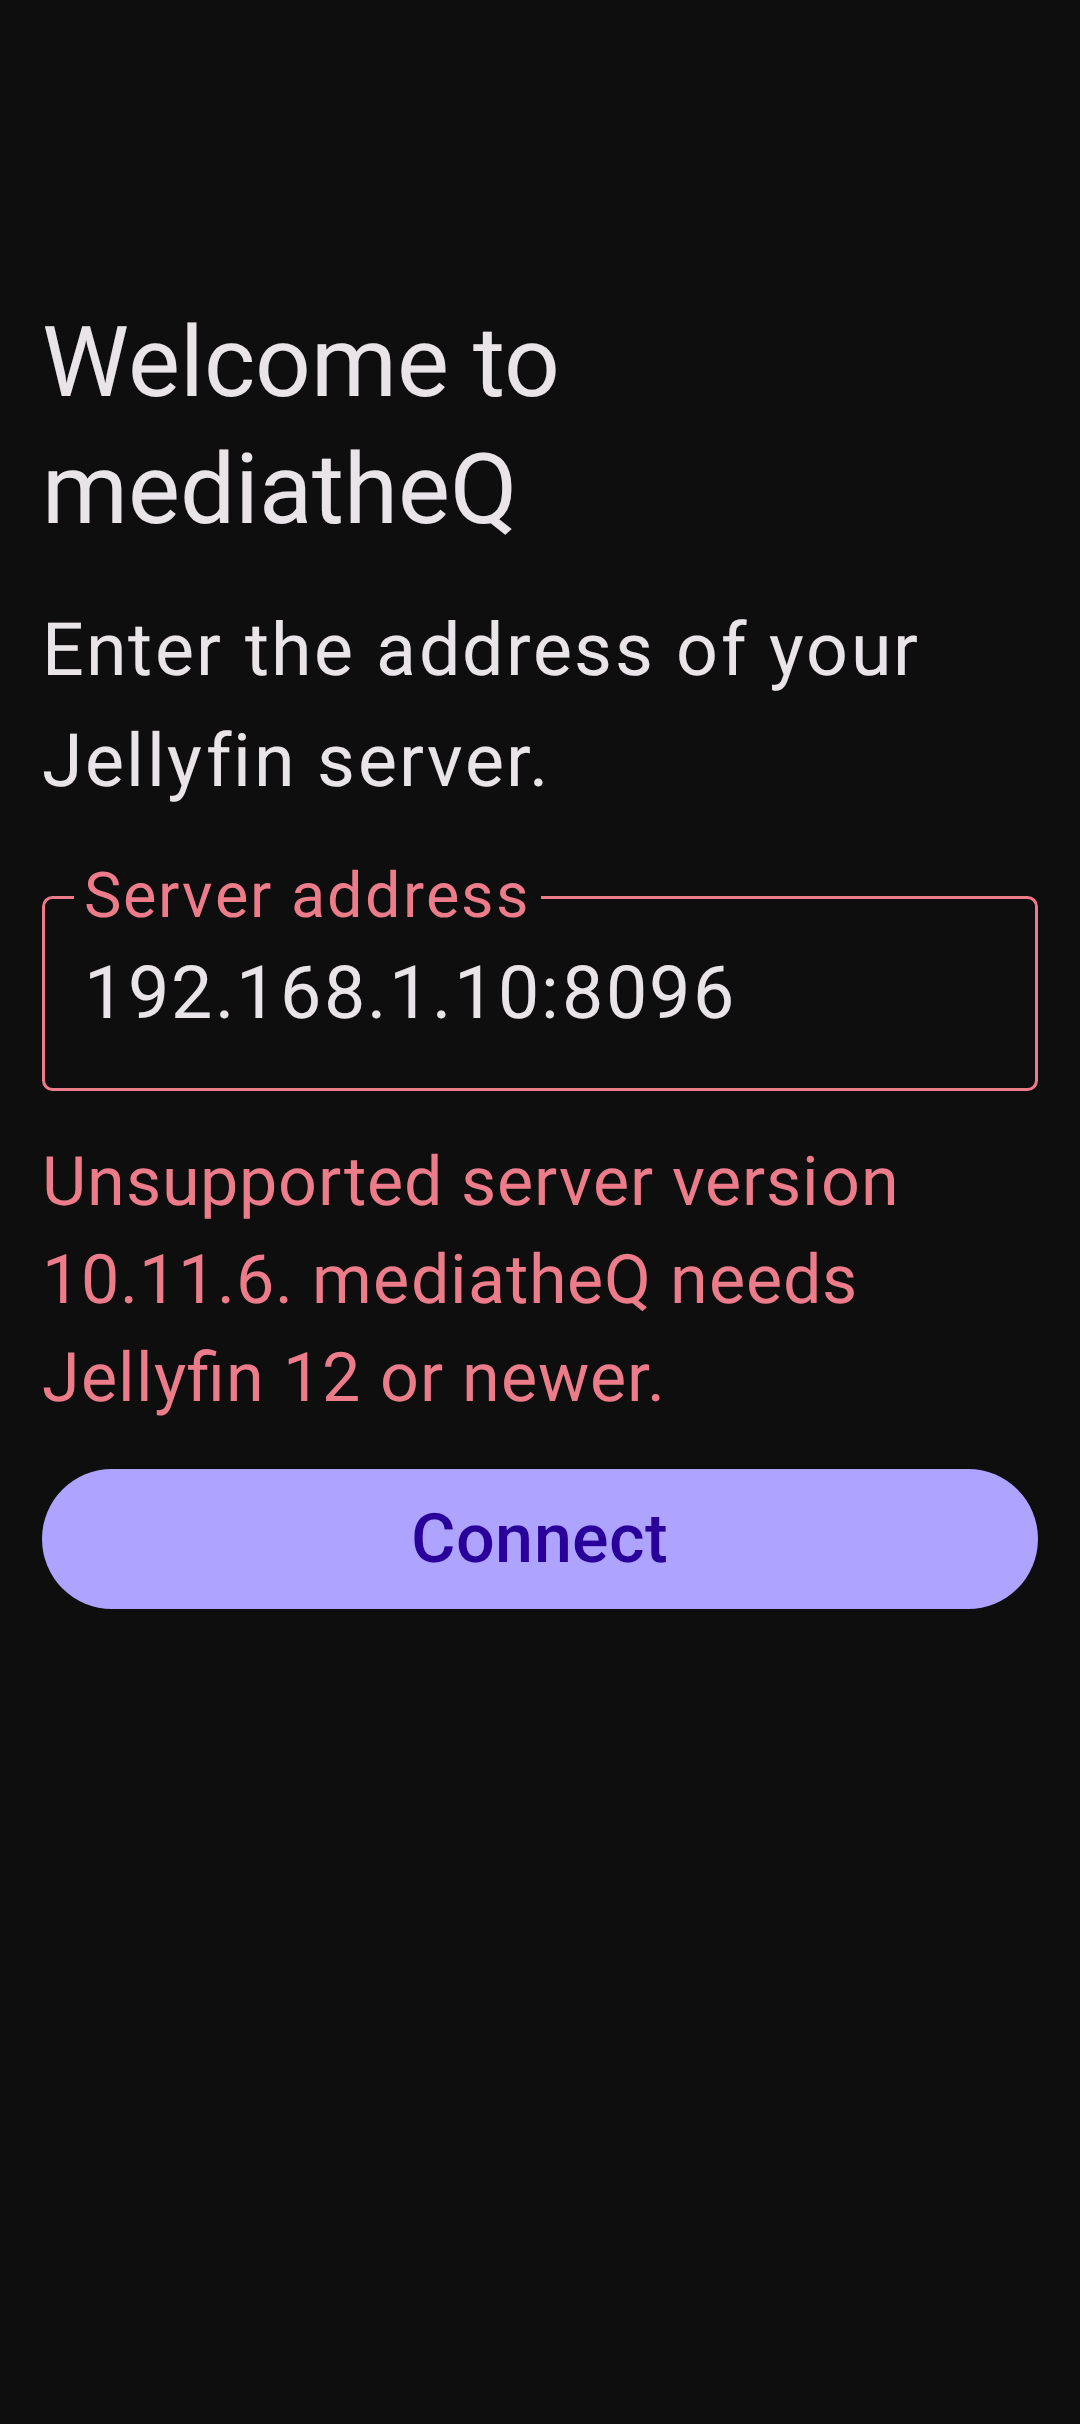 Welcome to
mediatheQ
Enter the address of your
Jellyfin server.
Server address
192.168.1.10:8096
Unsupported server version
10.11.6. mediatheQ needs
Jellyfin 12 or newer.
Connect